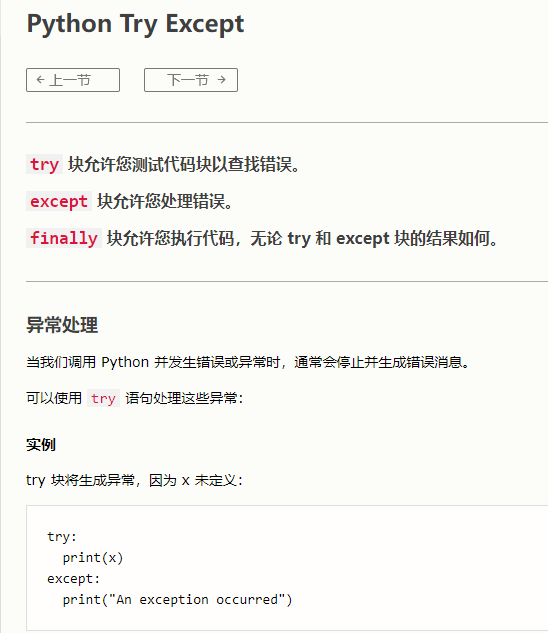 Python Try Except
← 上一节
下一节 →
try 块允许您测试代码块以查找错误。
except 块允许您处理错误。
finally 块允许您执行代码，无论 try 和 except 块的结果如何。
异常处理
当我们调用 Python 并发生错误或异常时，通常会停止并生成错误消息。
可以使用 try 语句处理这些异常：
实例
try 块将生成异常，因为 x 未定义：
try:
  print(x)
except:
  print("An exception occurred")